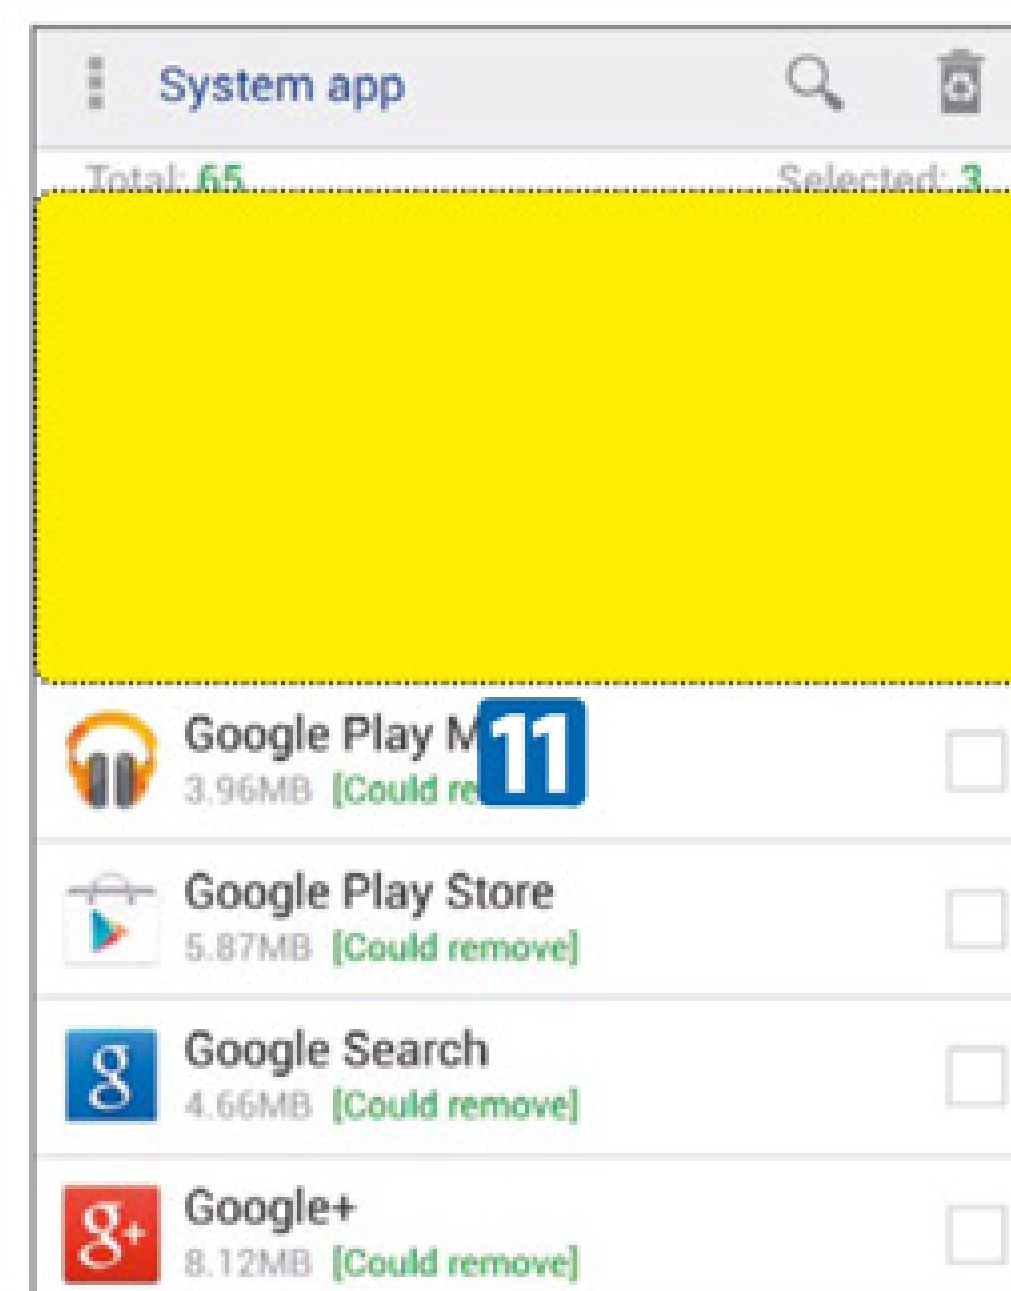 System app
Total: 65 Selected: 3
Google Play M
11
3.96MB [Could re
Google Play Store
5.87MB [Could remove]
g
Google Search
4.66MB [Could remove]
g+
Google+
8.12MB [Could remove]